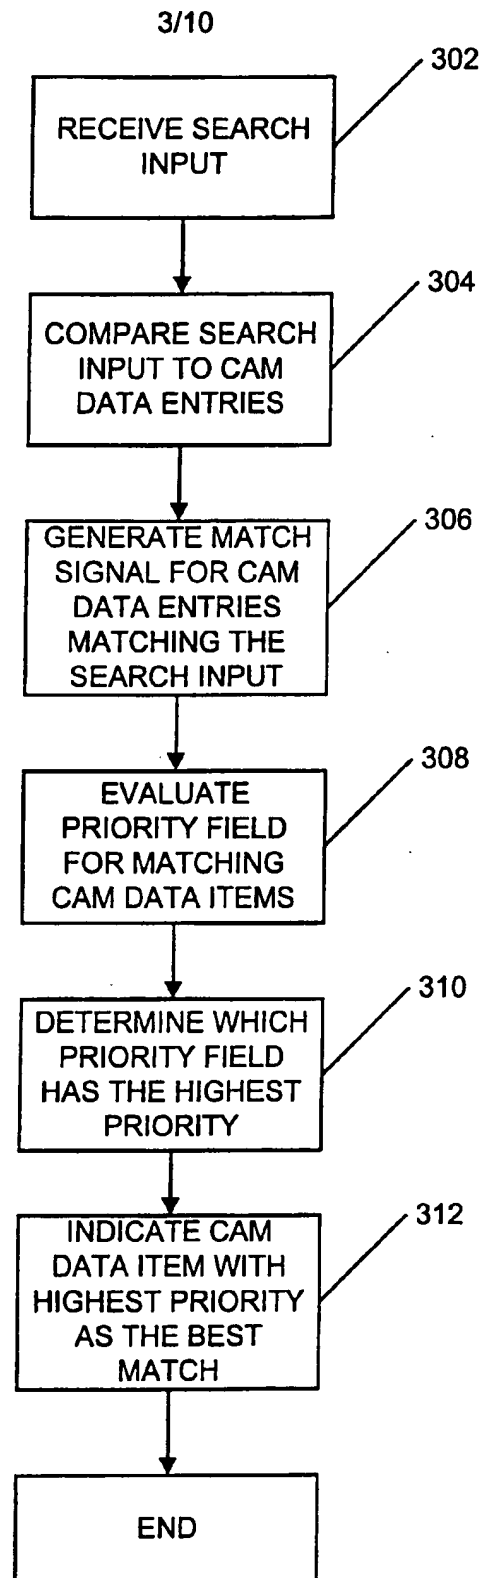 3/10
302
RECEIVE SEARCH
INPUT
304
COMPARE SEARCH
INPUT TO CAM
DATA ENTRIES
306
GENERATE MATCH
SIGNAL FOR CAM
DATA ENTRIES
MATCHING THE
SEARCH INPUT
308
EVALUATE
PRIORITY FIELD
FOR MATCHING
CAM DATA ITEMS
310
DETERMINE WHICH
PRIORITY FIELD
HAS THE HIGHEST
PRIORITY
312
INDICATE CAM
DATA ITEM WITH
HIGHEST PRIORITY
AS THE BEST
MATCH
END